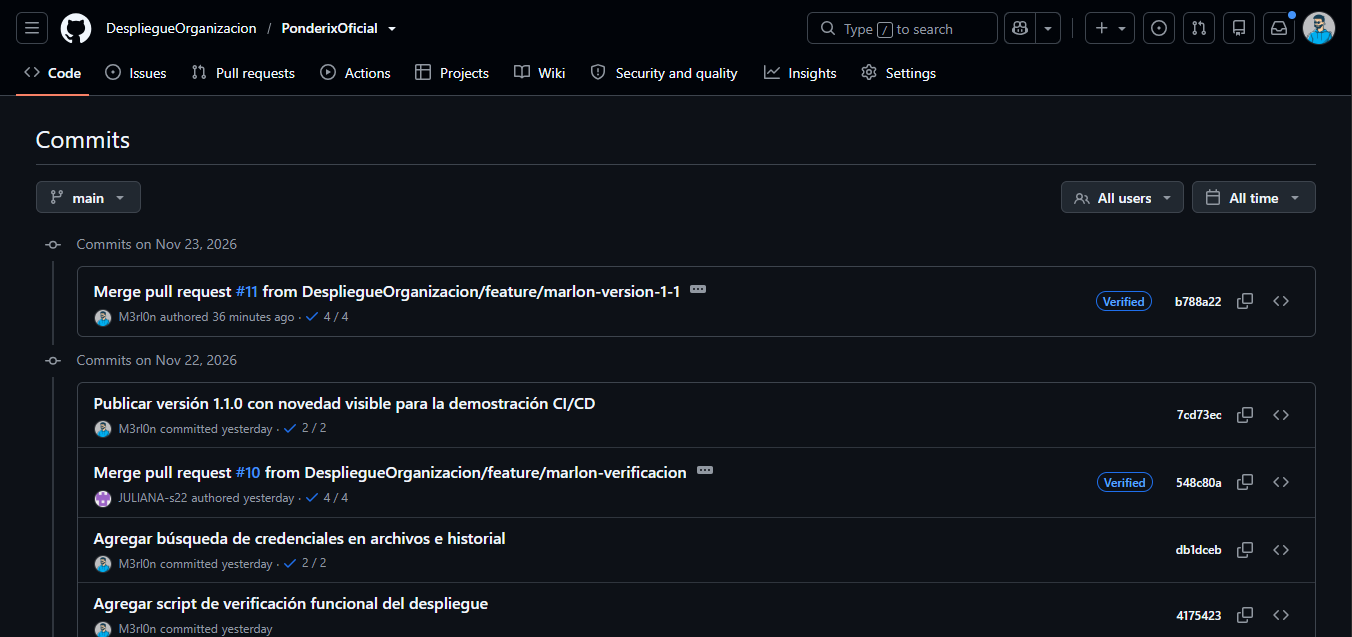 DespliegueOrganizacion / PonderixOficial
Type / to search
Code Issues Pull requests Actions Projects Wiki Security and quality Insights Settings
Commits
main
All users All time
Commits on Nov 23, 2026
Merge pull request #11 from DespliegueOrganizacion/feature/marlon-version-1-1
Verified b788a22
M3rl0n authored 36 minutes ago · 4 / 4
Commits on Nov 22, 2026
Publicar versión 1.1.0 con novedad visible para la demostración CI/CD
7cd73ec
M3rl0n committed yesterday · 2 / 2
Merge pull request #10 from DespliegueOrganizacion/feature/marlon-verificacion
Verified 548c80a
JULIANA-s22 authored yesterday · 4 / 4
Agregar búsqueda de credenciales en archivos e historial
db1dceb
M3rl0n committed yesterday · 2 / 2
Agregar script de verificación funcional del despliegue
4175423
M3rl0n committed yesterday